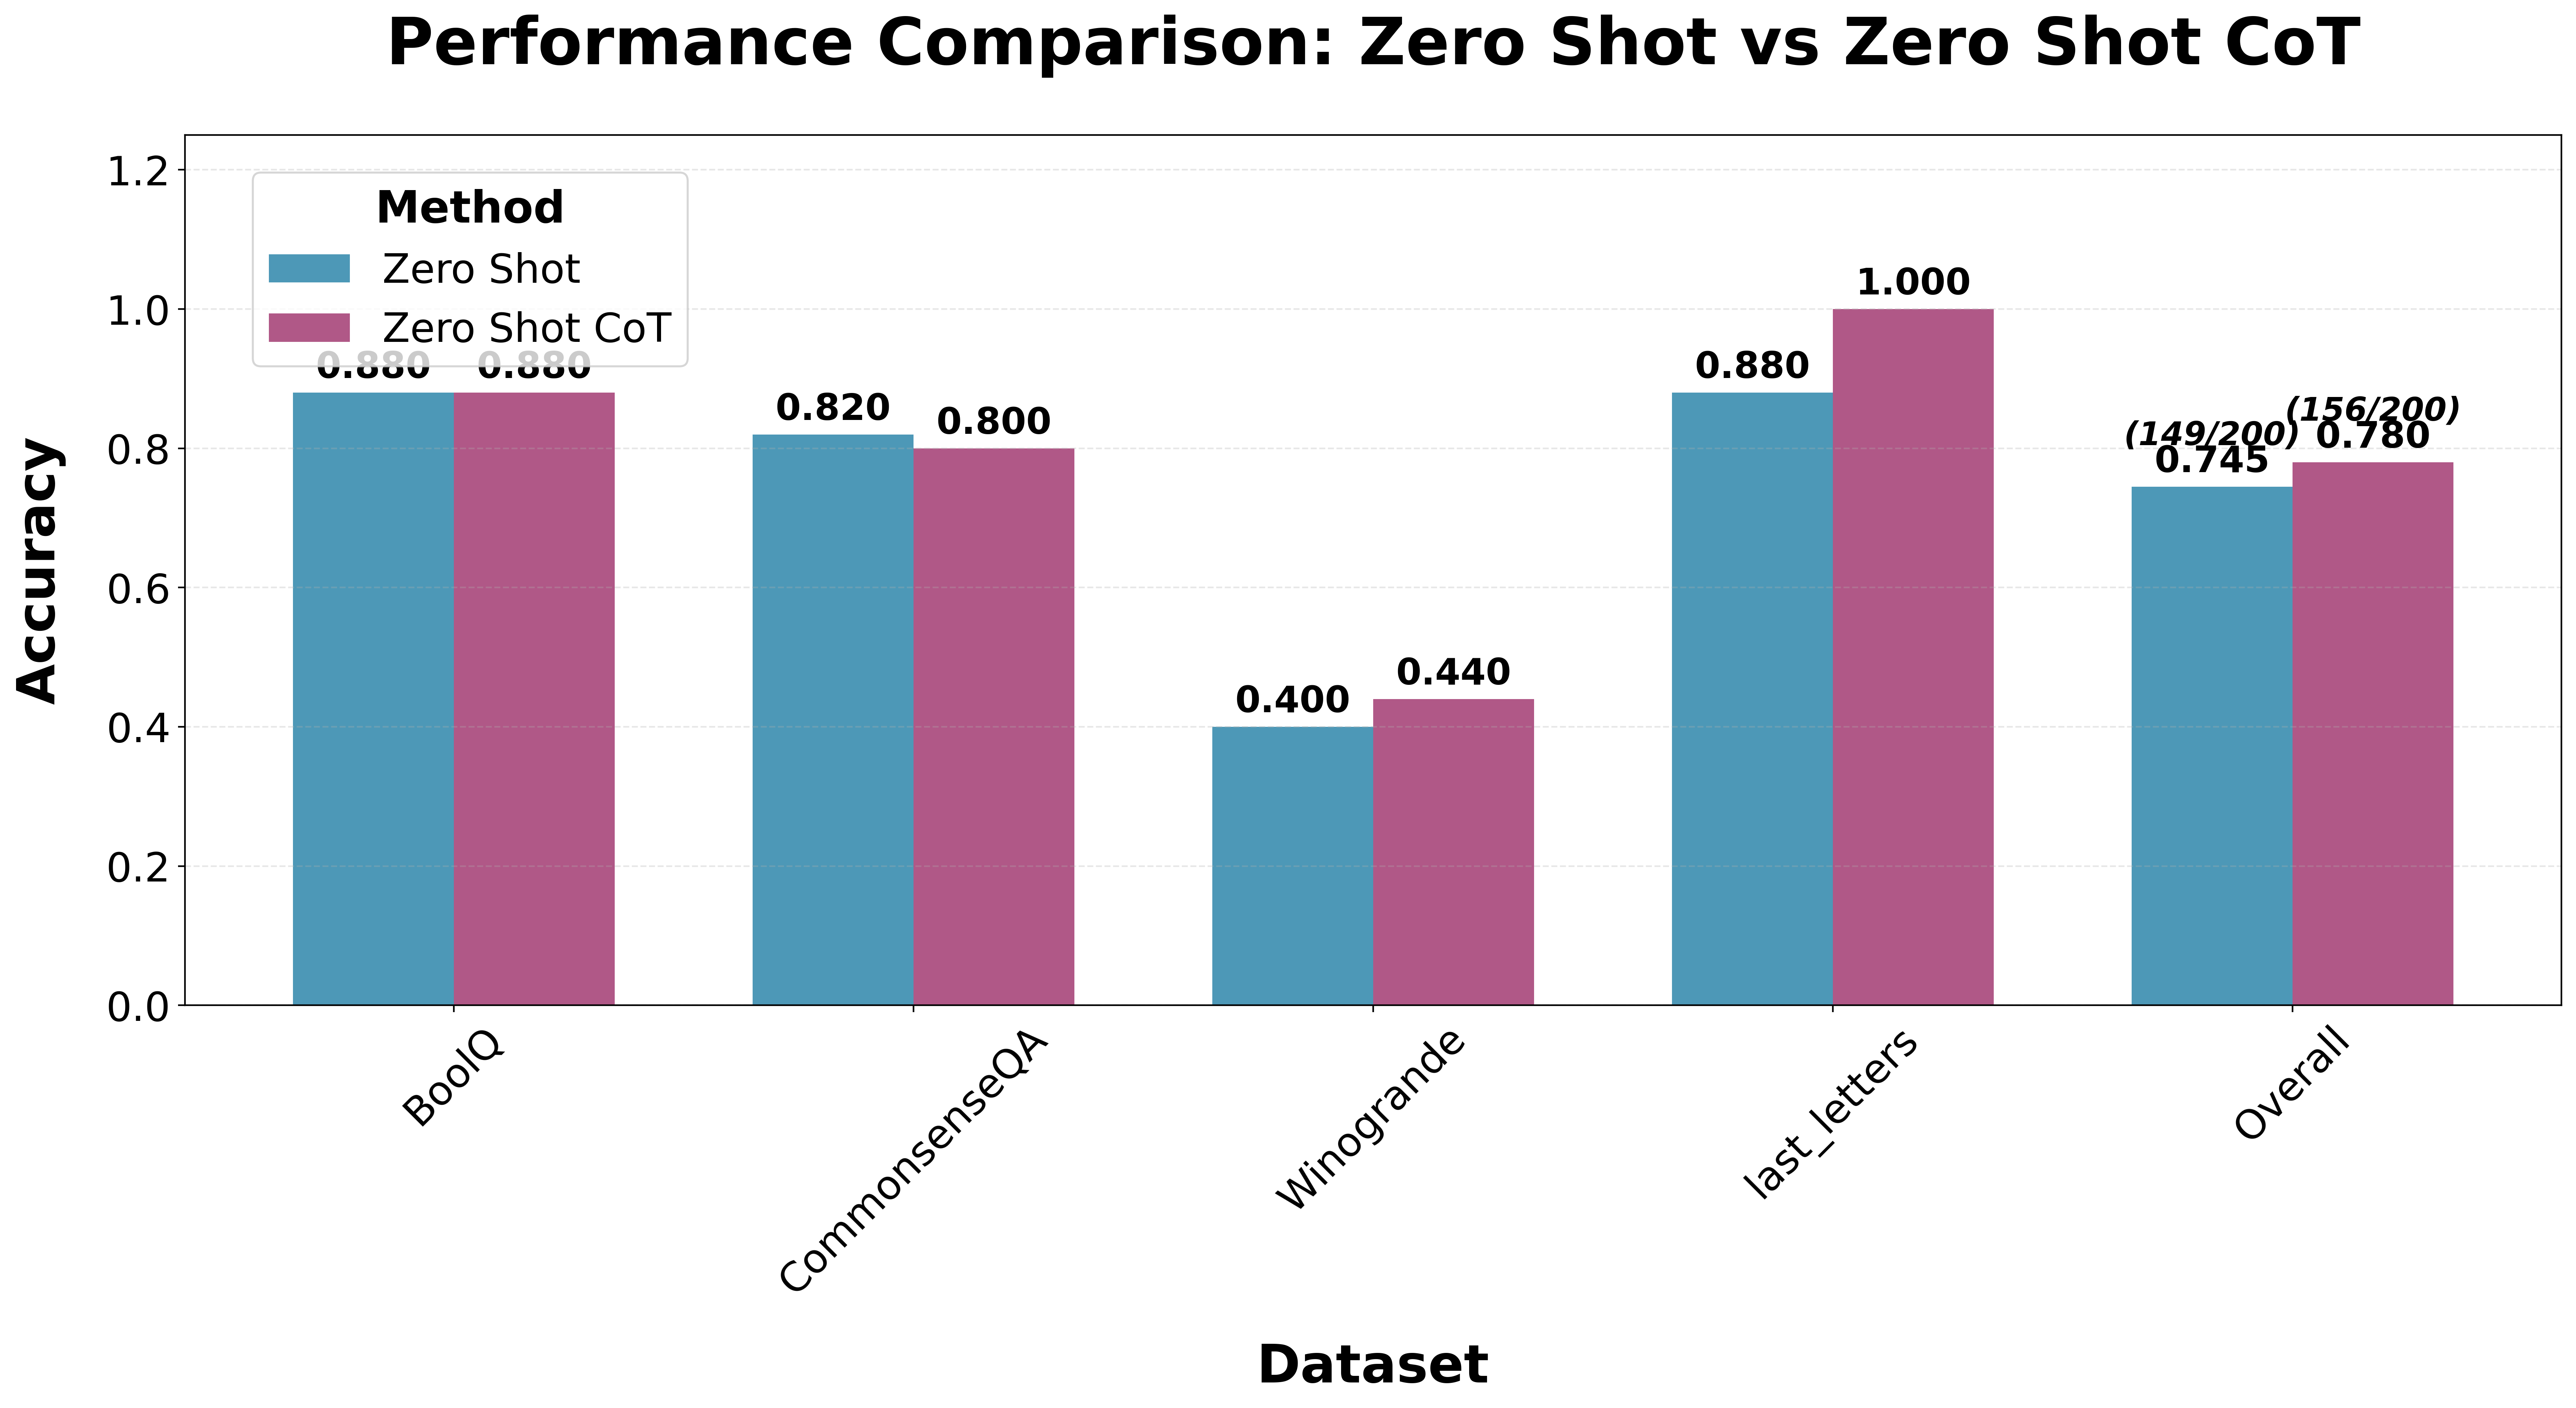 Performance Comparison: Zero Shot vs Zero Shot CoT
Accuracy
1.2
1.0
0.8
0.6
0.4
0.2
0.0
Method
Zero Shot
Zero Shot CoT
0.880
0.880
0.820
0.800
0.400
0.440
0.880
1.000
(149/200)
0.745
(156/200)
0.780
BoolQ
CommonsenseQA
Winogrande
last_letters
Overall
Dataset